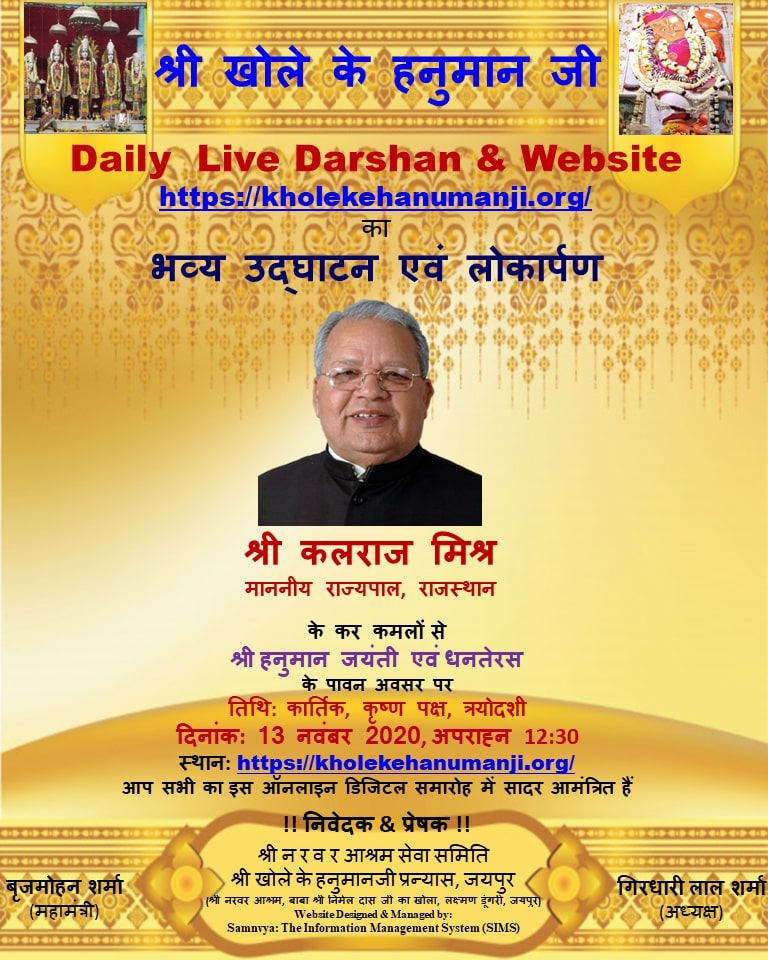 श्री खोले के हनुमान जी
Daily Live Darshan & Website
https://kholekehanumanji.org/
का
भव्य उद्घाटन एवं लोकार्पण
श्री कलराज मिश्र
माननीय राज्यपाल, राजस्थान
के कर कमलों से
श्री हनुमान जयंती एवं धनतेरस
के पावन अवसर पर
तिथि: कार्तिक, कृष्ण पक्ष, त्रयोदशी
दिनांक: 13 नवंबर 2020, अपराह्न 12:30
स्थान: https://kholekehanumanji.org/
आप सभी का इस ऑनलाइन डिजिटल समारोह में सादर आमंत्रित हैं
!! निवेदक & प्रेषक !!
श्री न र व र आश्रम सेवा समिति
श्री खोले के हनुमानजी प्रन्यास, जयपुर
(श्री नरवर आश्रम, बाबा श्री निर्मल दास जी का खोला, लक्ष्मण डूंगरी, जयपुर)
Website Designed & Managed by:
Samnvya: The Information Management System (SIMS)
बृजमोहन शर्मा
(महामंत्री)
गिरधारी लाल शर्मा
(अध्यक्ष)